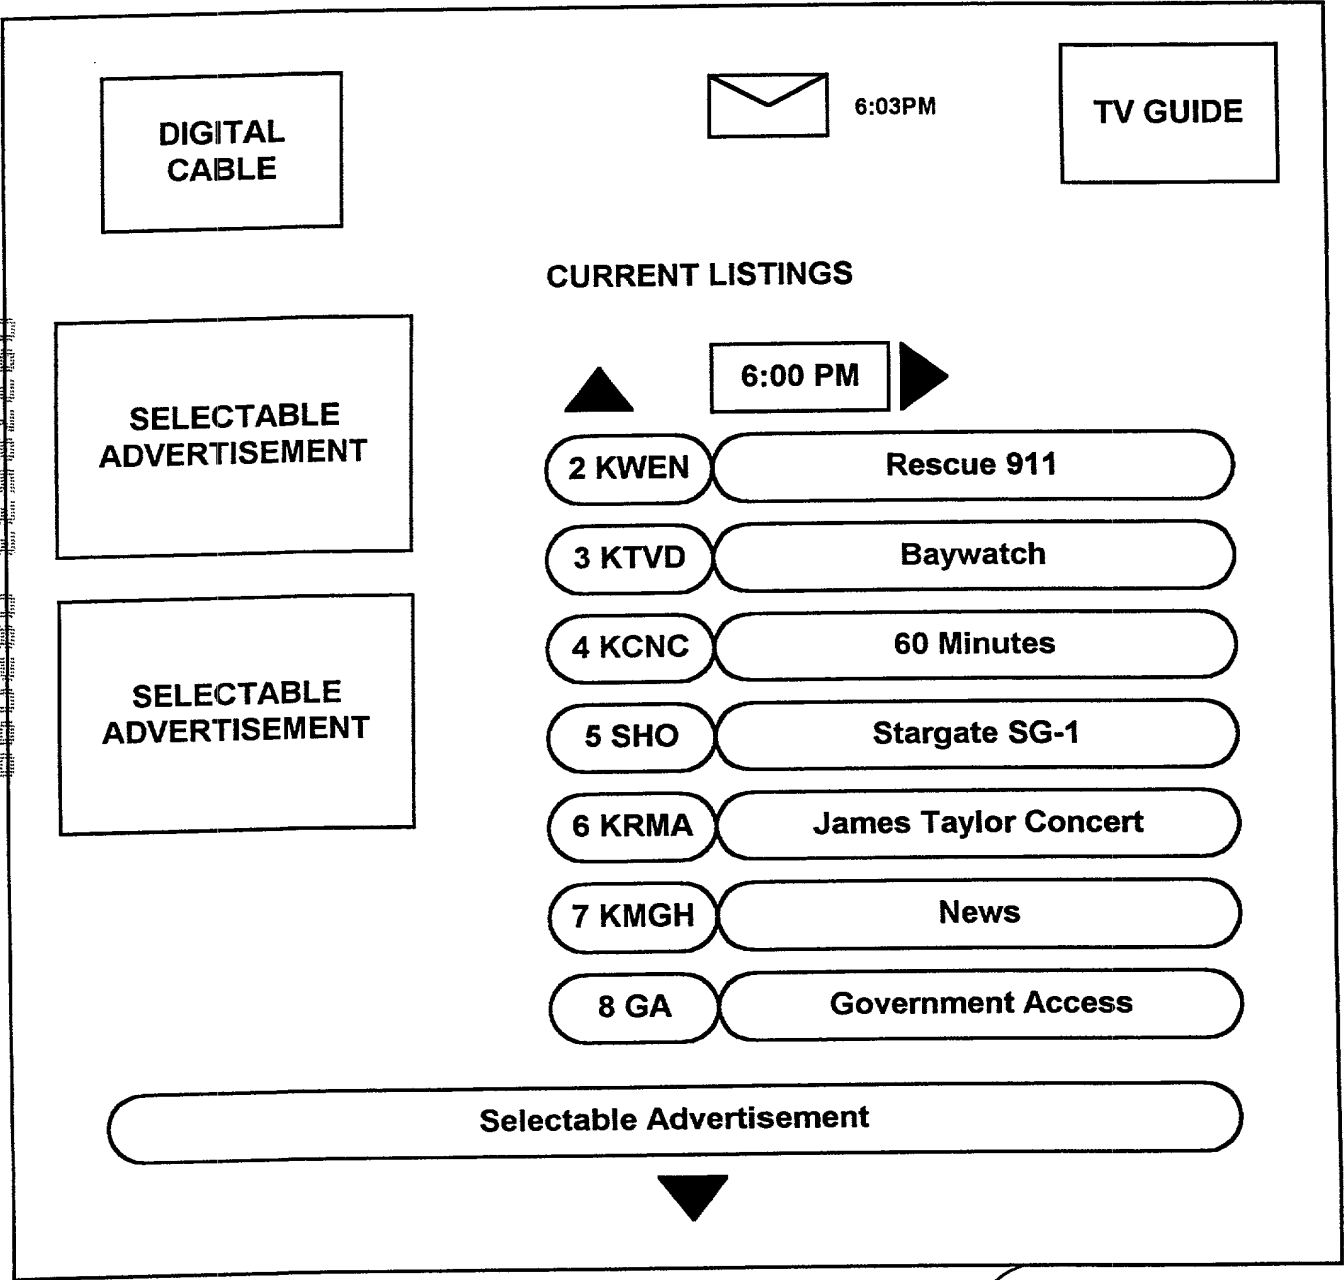 DIGITAL
CABLE
6:03PM
TV GUIDE
CURRENT LISTINGS
SELECTABLE
ADVERTISEMENT
SELECTABLE
ADVERTISEMENT
6:00 PM
2 KWEN Rescue 911
3 KTVD Baywatch
4 KCNC 60 Minutes
5 SHO Stargate SG-1
6 KRMA James Taylor Concert
7 KMGH News
8 GA Government Access
Selectable Advertisement